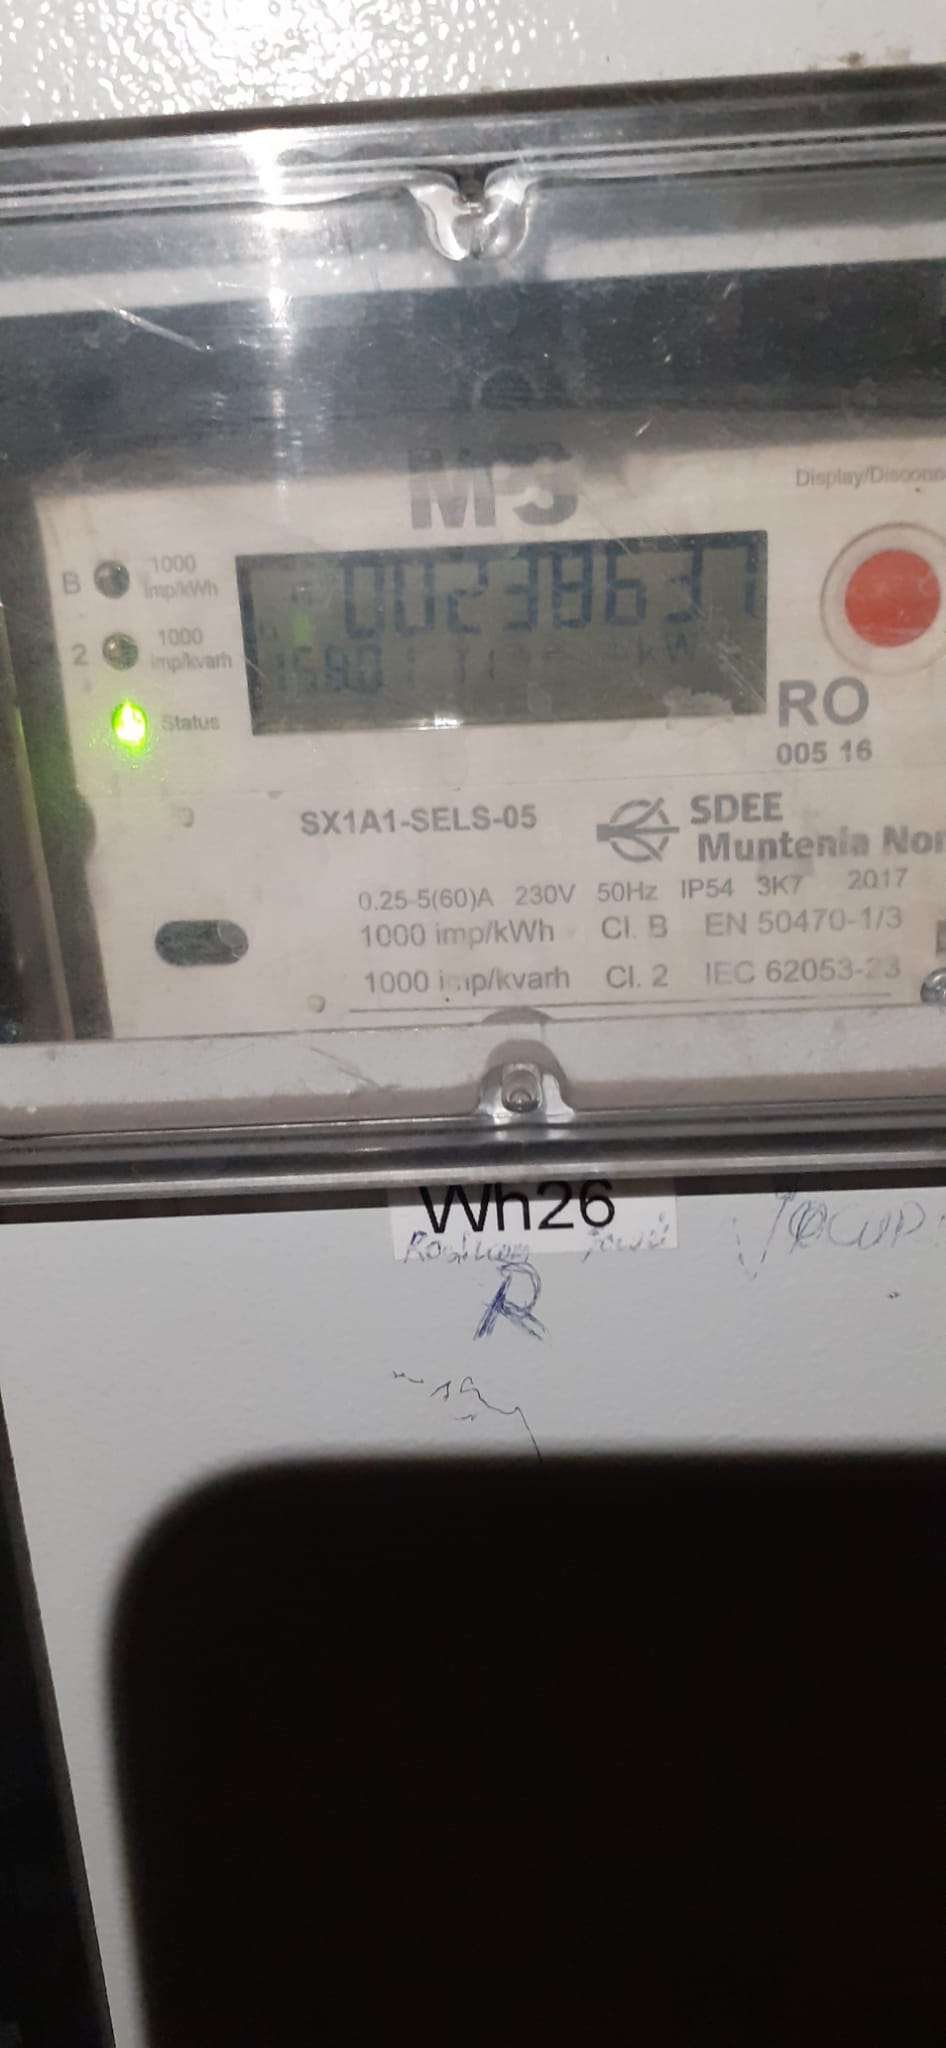 M3
Display/Disconn
B 1000 imp/kWh
00238637
2 1000 imp/kvarh
kW
Status
RO
005 16
SX1A1-SELS-05
SDEE
Muntenia Nor
0.25-5(60)A 230V 50Hz IP54 3K7 2017
1000 imp/kWh Cl. B EN 50470-1/3
1000 imp/kvarh Cl. 2 IEC 62053-23
Wh26
R